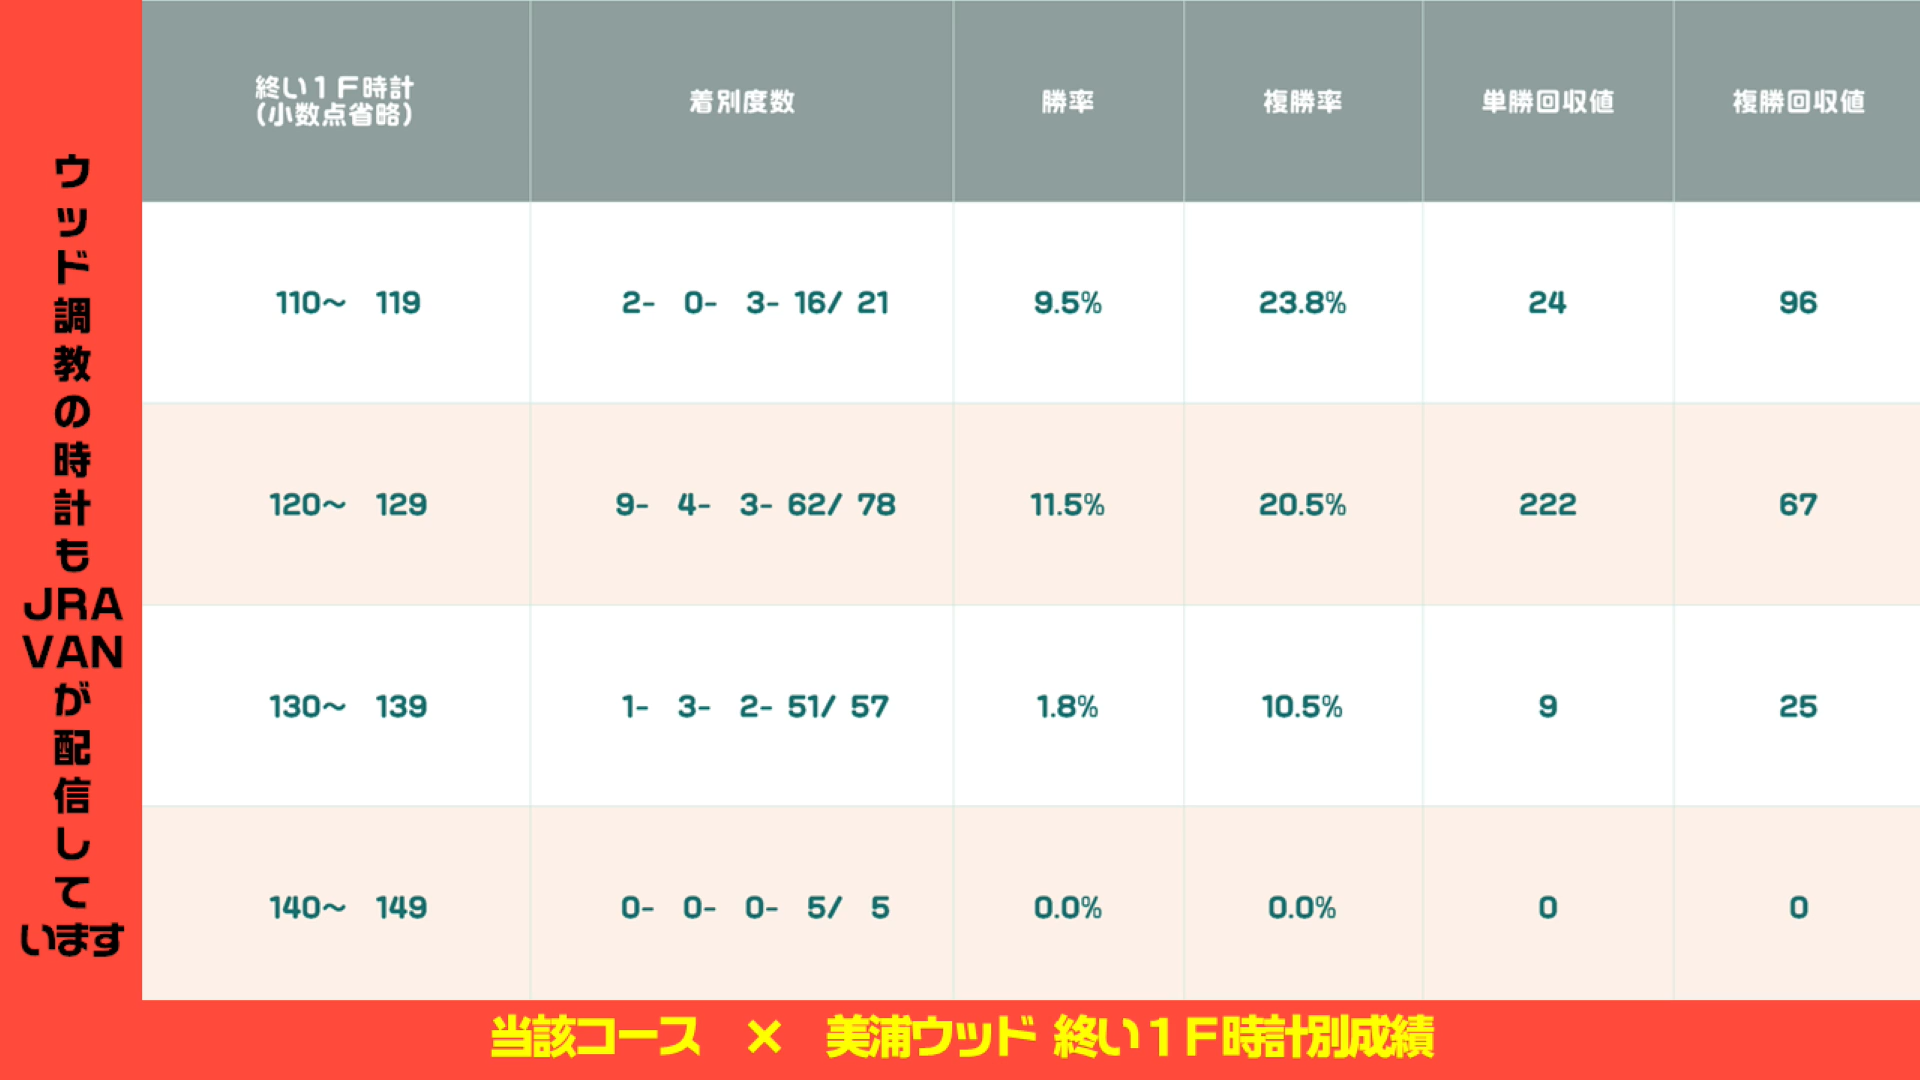 ウッド調教の時計もJRA VANが配信しています
終い１Ｆ時計 着別度数 勝率 複勝率 単勝回収値 複勝回収値
(小数点省略)
110〜 119 2- 0- 3- 16/ 21 9.5% 23.8% 24 96
120〜 129 9- 4- 3- 62/ 78 11.5% 20.5% 222 67
130〜 139 1- 3- 2- 51/ 57 1.8% 10.5% 9 25
140〜 149 0- 0- 0- 5/ 5 0.0% 0.0% 0 0
当該コース × 美浦ウッド 終い１Ｆ時計別成績